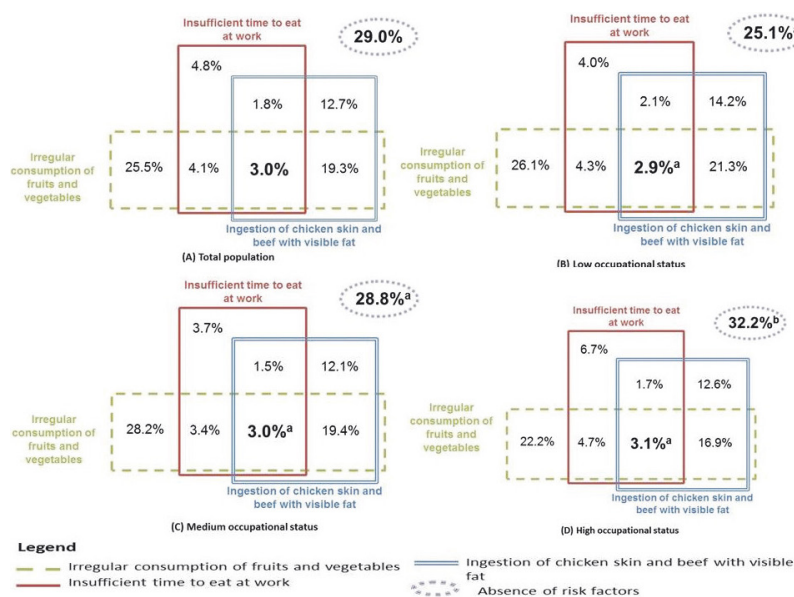 Insufficient time to eat
at work
29.0%
4.8%
1.8%
12.7%
Irregular
consumption of
fruits and
vegetables
25.5%
4.1%
3.0%
19.3%
Ingestion of chicken skin and
beef with visible fat
(A) Total population
Insufficient time to eat
at work
25.1%
4.0%
2.1%
14.2%
Irregular
consumption of
fruits and
vegetables
26.1%
4.3%
2.9%a
21.3%
Ingestion of chicken skin and
beef with visible fat
(B) Low occupational status
Insufficient time to eat
at work
28.8%a
3.7%
1.5%
12.1%
Irregular
consumption of
fruits and
vegetables
28.2%
3.4%
3.0%a
19.4%
Ingestion of chicken skin and
beef with visible fat
(C) Medium occupational status
Insufficient time to eat
at work
32.2%b
6.7%
1.7%
12.6%
Irregular
consumption of
fruits and
vegetables
22.2%
4.7%
3.1%a
16.9%
Ingestion of chicken skin and
beef with visible fat
(D) High occupational status
Legend
Irregular consumption of fruits and vegetables
Insufficient time to eat at work
Ingestion of chicken skin and beef with visible
fat
Absence of risk factors